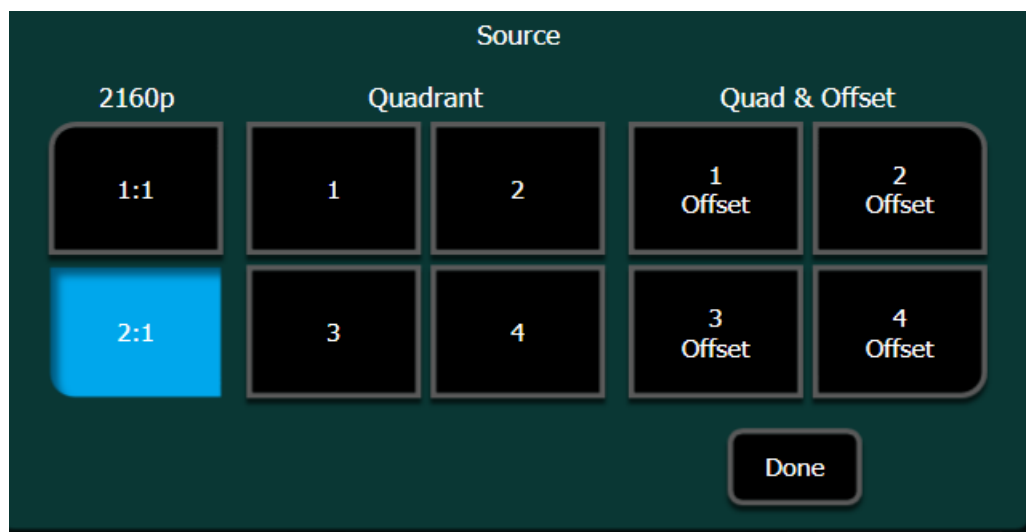 Source
2160p Quadrant Quad & Offset
1:1 1 2 1 Offset 2 Offset
2:1 3 4 3 Offset 4 Offset
Done